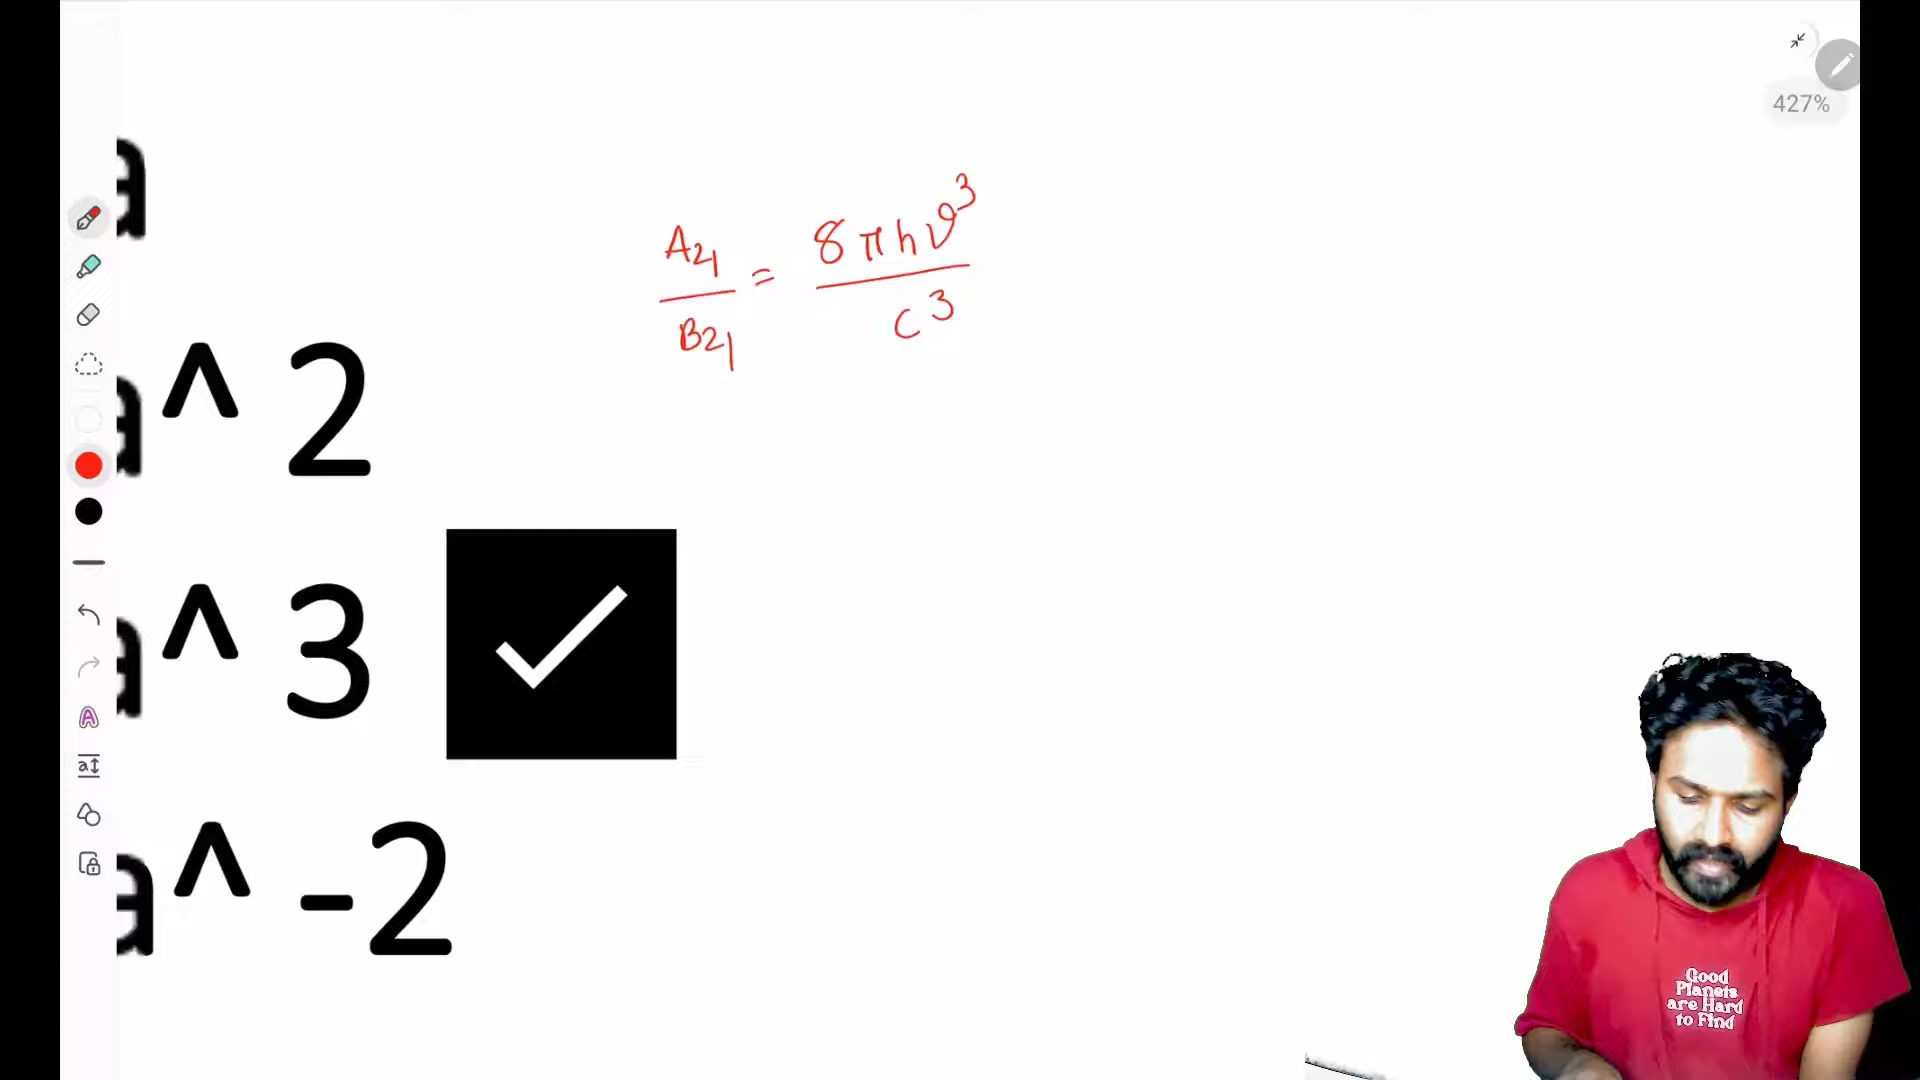 427%
a
A21 / B21 = 8πhν^3 / c^3
a^ 2
a^ 3
a^ -2
Good
Planets
are Hard
to Find